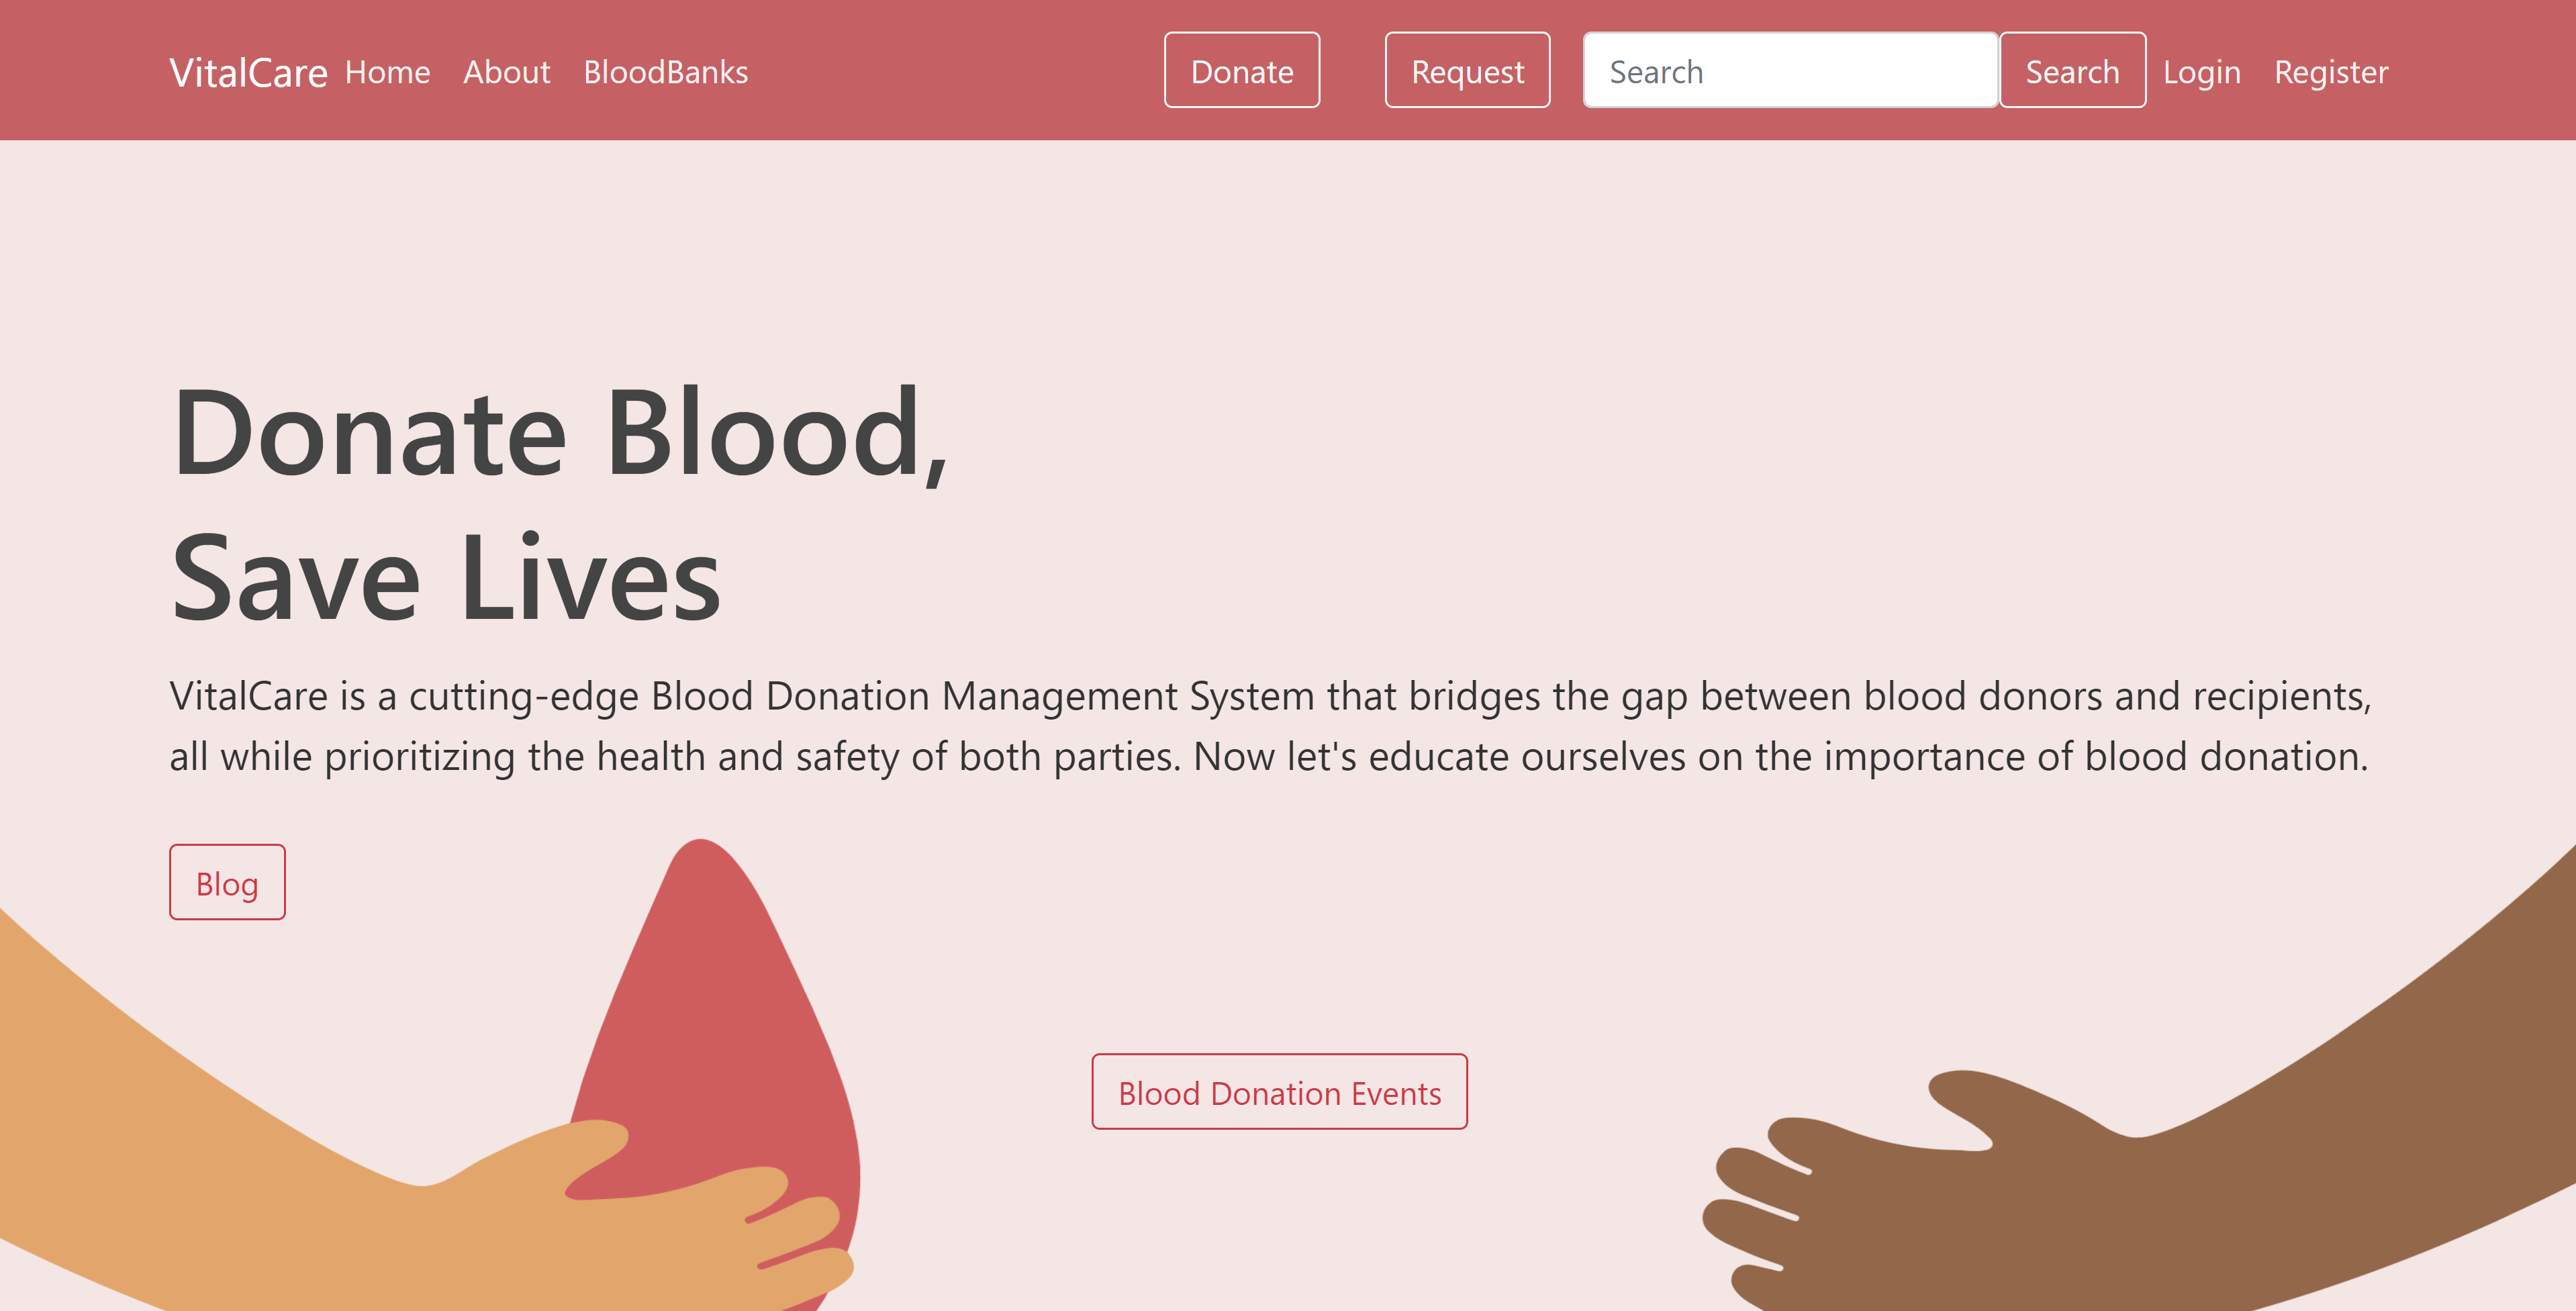 VitalCare Home About BloodBanks Donate Request Search Search Login Register
Donate Blood,
Save Lives
VitalCare is a cutting-edge Blood Donation Management System that bridges the gap between blood donors and recipients,
all while prioritizing the health and safety of both parties. Now let's educate ourselves on the importance of blood donation.
Blog
Blood Donation Events